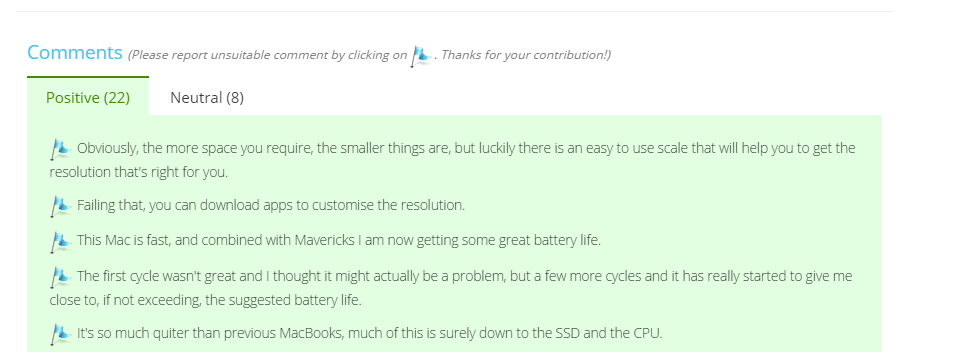 Comments (Please report unsuitable comment by clicking on . Thanks for your contribution!)
Positive (22) Neutral (8)
Obviously, the more space you require, the smaller things are, but luckily there is an easy to use scale that will help you to get the
resolution that's right for you.
Failing that, you can download apps to customise the resolution.
This Mac is fast, and combined with Mavericks I am now getting some great battery life.
The first cycle wasn't great and I thought it might actually be a problem, but a few more cycles and it has really started to give me
close to, if not exceeding, the suggested battery life.
It's so much quiter than previous MacBooks, much of this is surely down to the SSD and the CPU.